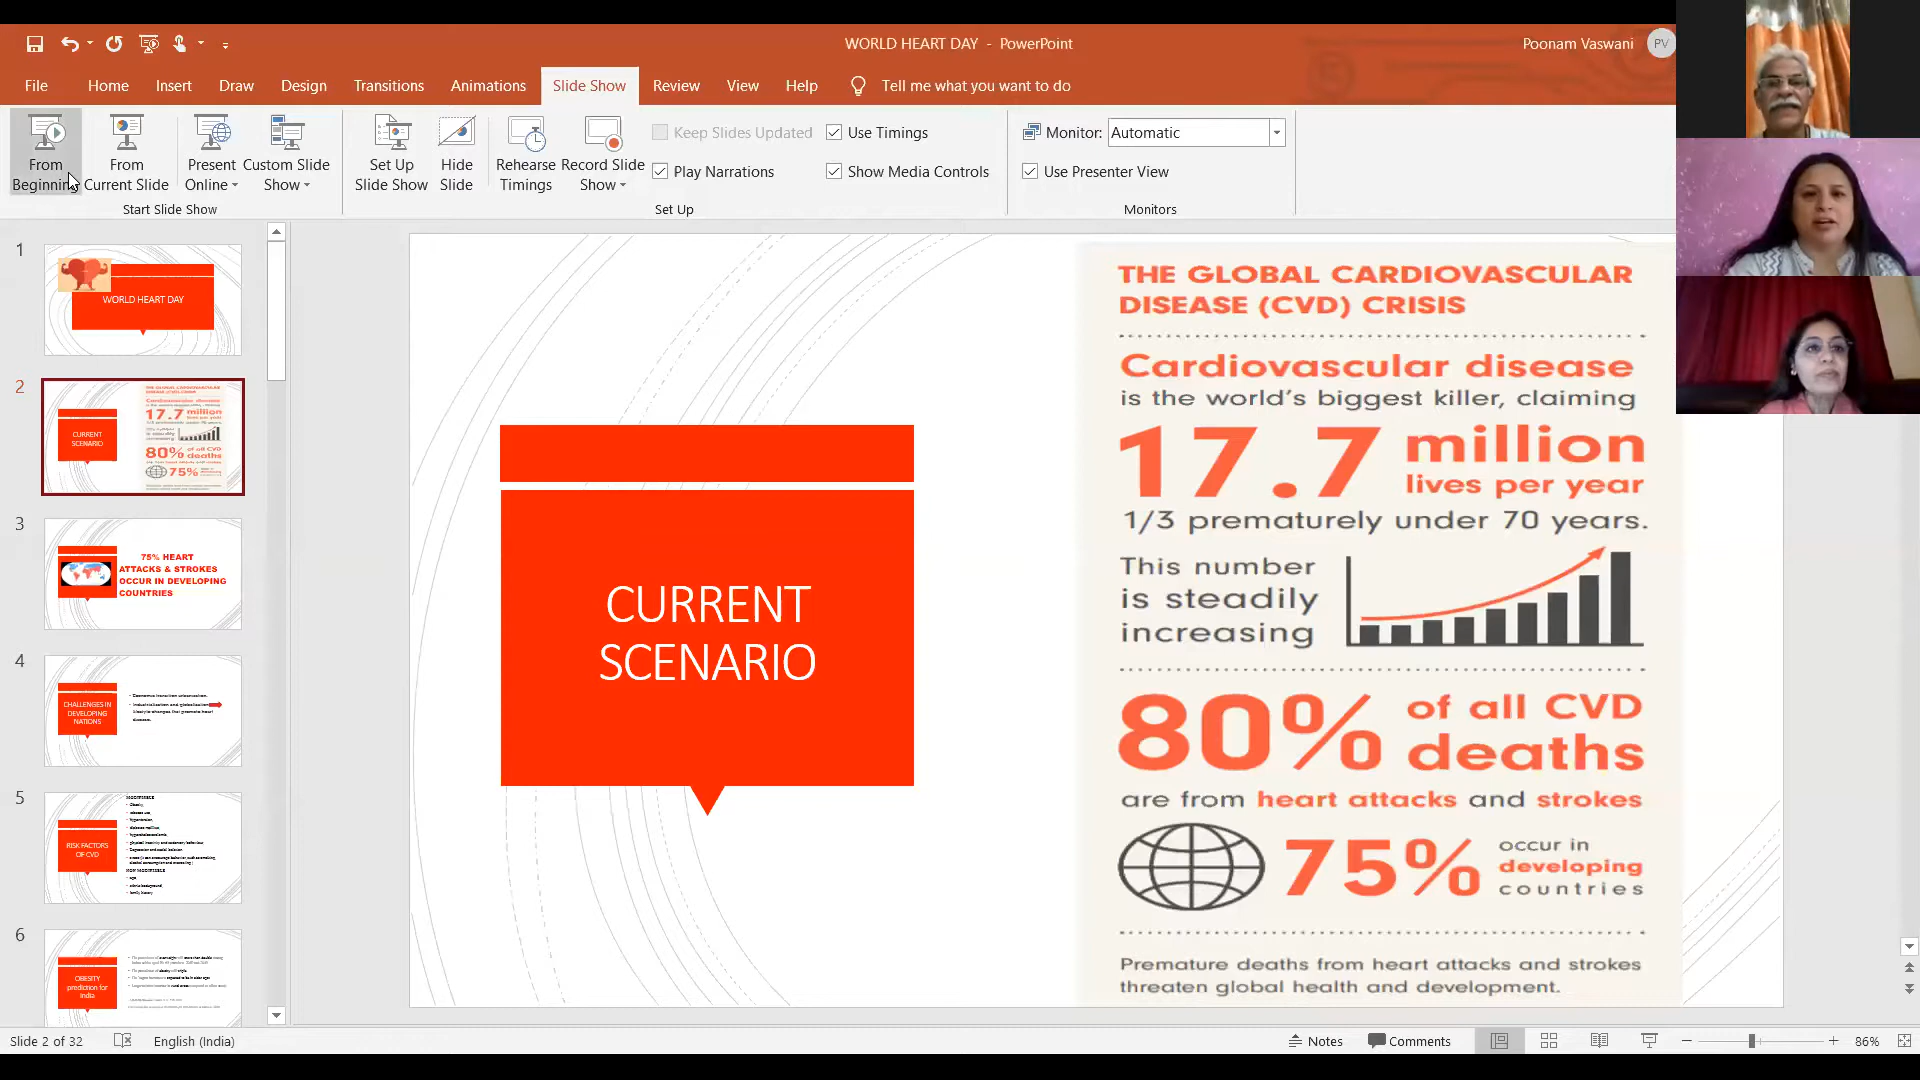 WORLD HEART DAY - PowerPoint
Poonam Vaswani
PV
File
Home
Insert
Draw
Design
Transitions
Animations
Slide Show
Review
View
Help
Tell me what you want to do
From Beginning
From Current Slide
Present Online
Custom Slide Show
Set Up Slide Show
Hide Slide
Rehearse Timings
Record Slide Show
Keep Slides Updated
Use Timings
Play Narrations
Show Media Controls
Monitor: Automatic
Use Presenter View
Start Slide Show
Set Up
Monitors
1
WORLD HEART DAY
2
CURRENT
SCENARIO
3
75% HEART
ATTACKS & STROKES
OCCUR IN DEVELOPING
COUNTRIES
4
CHALLENGES IN
DEVELOPING
NATIONS
5
RISK FACTORS
OF CVD
6
OBESITY
prediction for
India
CURRENT
SCENARIO
THE GLOBAL CARDIOVASCULAR
DISEASE (CVD) CRISIS
Cardiovascular disease
is the world's biggest killer, claiming
17.7 million
lives per year
1/3 prematurely under 70 years.
This number
is steadily
increasing
80% of all CVD
deaths
are from heart attacks and strokes
75% occur in
developing
countries
Premature deaths from heart attacks and strokes
threaten global health and development.
Slide 2 of 32
English (India)
Notes
Comments
86%